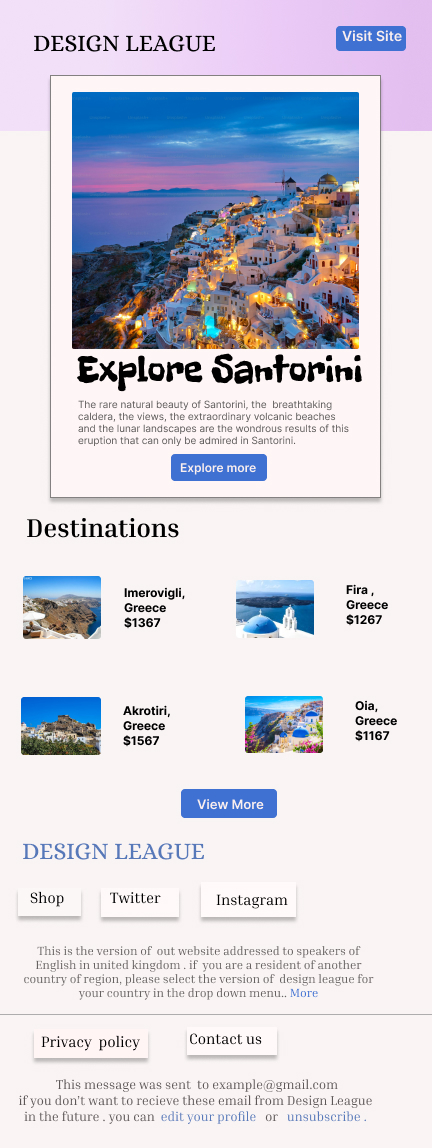 DESIGN LEAGUE
Visit Site
Explore Santorini
The rare natural beauty of Santorini, the breathtaking
caldera, the views, the extraordinary volcanic beaches
and the lunar landscapes are the wondrous results of this
eruption that can only be admired in Santorini.
Explore more
Destinations
Imerovigli,
Greece
$1367
Fira ,
Greece
$1267
Akrotiri,
Greece
$1567
Oia,
Greece
$1167
View More
DESIGN LEAGUE
Shop
Twitter
Instagram
This is the version of out website addressed to speakers of
English in united kingdom . if you are a resident of another
country of region, please select the version of design league for
your country in the drop down menu.. More
Privacy policy
Contact us
This message was sent to example@gmail.com
if you don't want to recieve these email from Design League
in the future . you can edit your profile or unsubscribe .